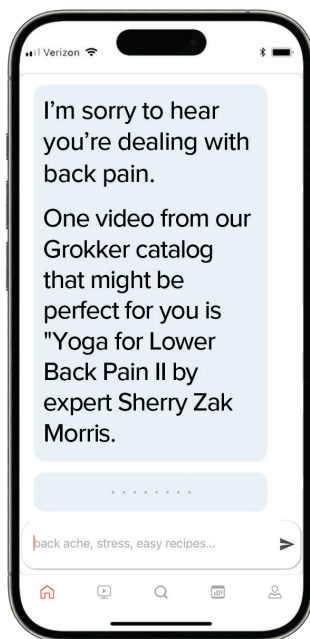 Verizon
I'm sorry to hear
you're dealing with
back pain.
One video from our
Grokker catalog
that might be
perfect for you is
"Yoga for Lower
Back Pain II by
expert Sherry Zak
Morris.
back ache, stress, easy recipes...